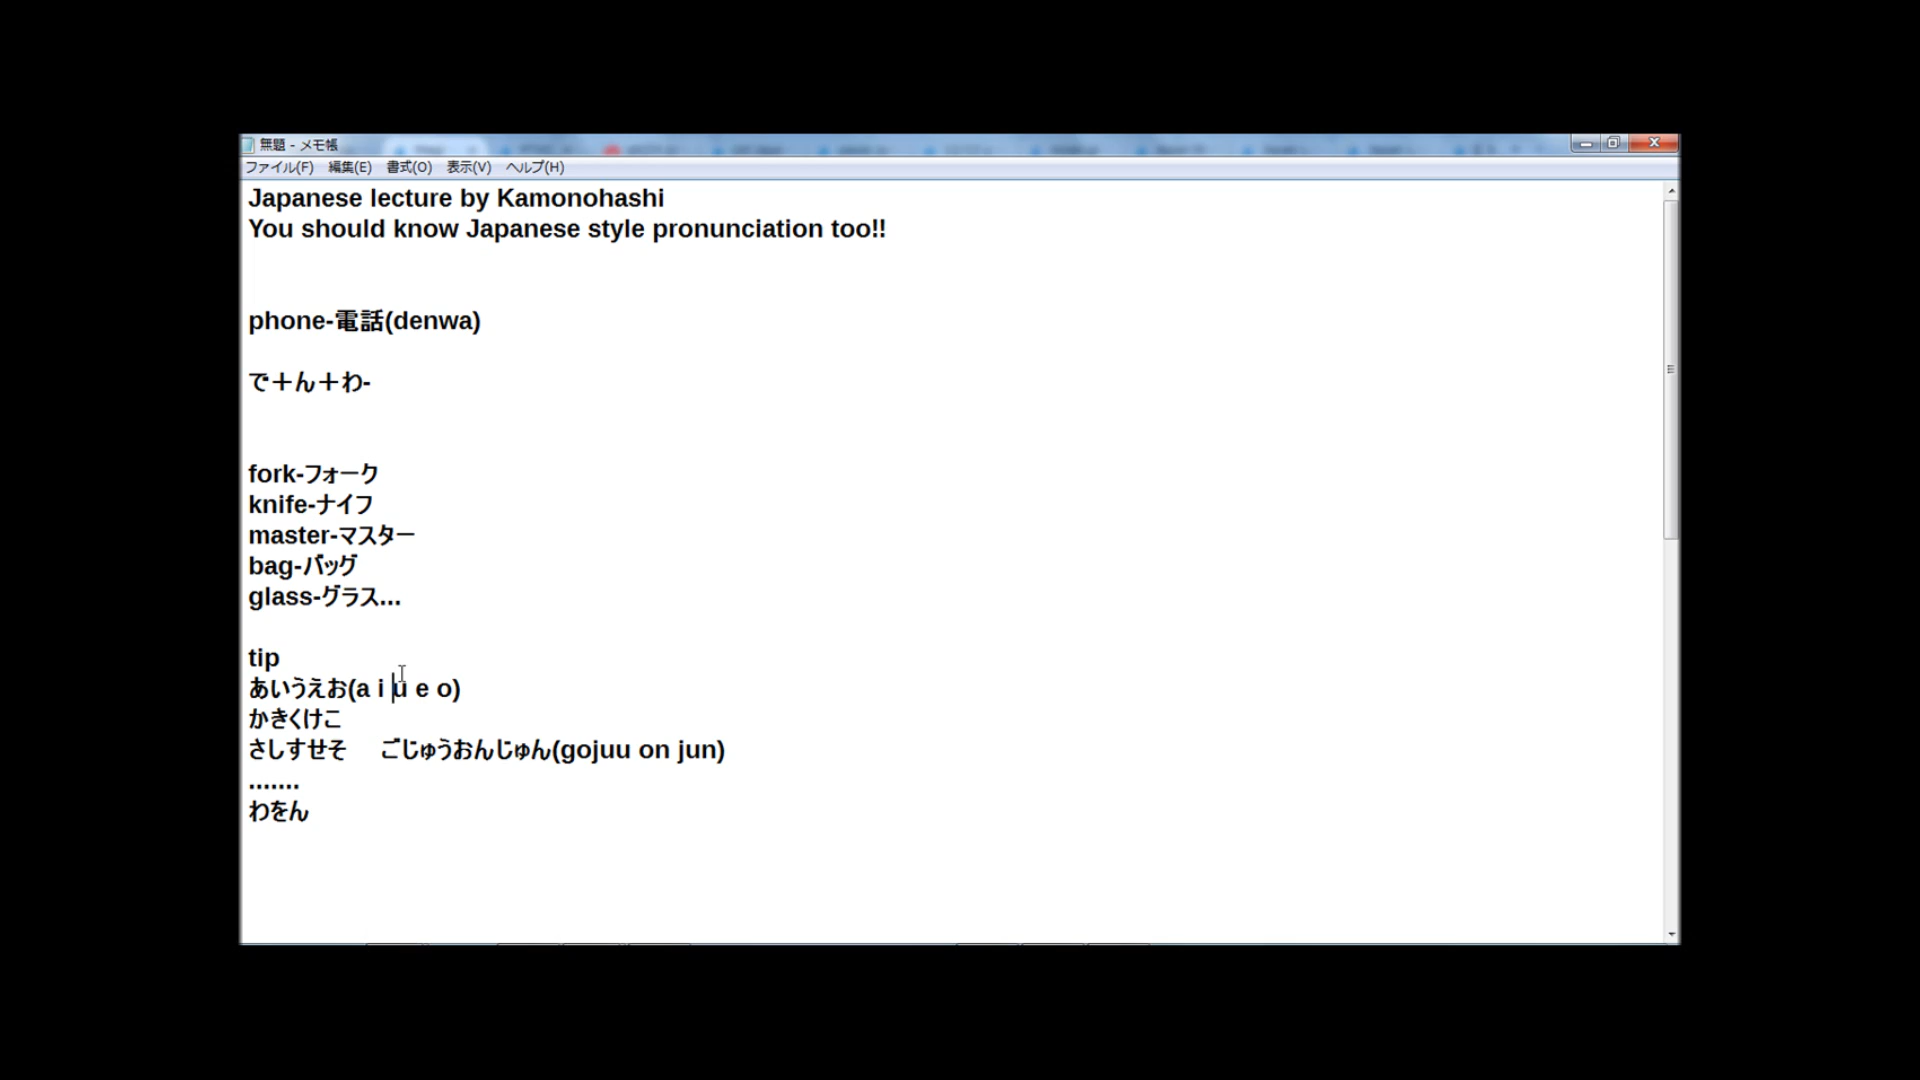 無題 - メモ帳
ファイル(F) 編集(E) 書式(O) 表示(V) ヘルプ(H)
Japanese lecture by Kamonohashi
You should know Japanese style pronunciation too!!
phone-電話(denwa)
で＋ん＋わ-
fork-フォーク
knife-ナイフ
master-マスター
bag-バッグ
glass-グラス...
tip
あいうえお(a i u e o)
かきくけこ
さしすせそ　ごじゅうおんじゅん(gojuu on jun)
.......
わをん